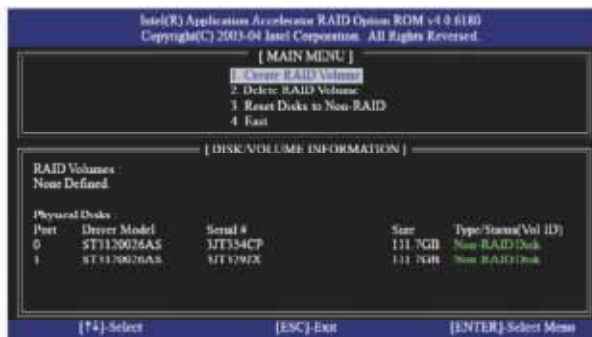 Intel(R) Application Accelerator RAID Option ROM v4.0.6180
Copyright(C) 2003-04 Intel Corporation. All Rights Reversed.
[ MAIN MENU ]
1. Create RAID Volume
2. Delete RAID Volume
3. Reset Disks to Non-RAID
4. Exit
[ DISK/VOLUME INFORMATION ]
RAID Volumes :
None Defined.
Physical Disks :
Port Driver Model Serial # Size Type/Status(Vol ID)
0 ST3120026AS 3JT354CP 111.7GB Non-RAID Disk
1 ST3120026AS 111.7GB Non-RAID Disk
[↑↓]-Select [ESC]-Exit [ENTER]-Select Menu